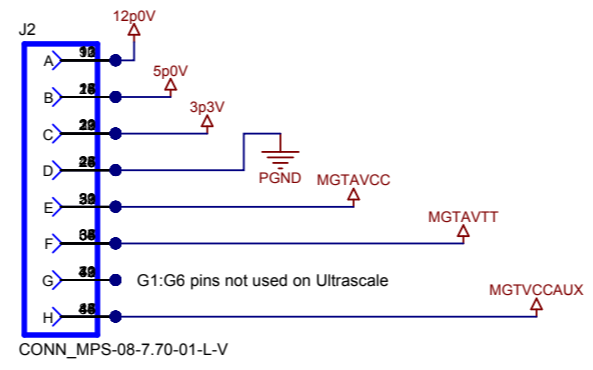 J2
12p0V
A
5p0V
B
3p3V
C
D
PGND
MGTAVCC
E
MGTAVTT
F
G
G1:G6 pins not used on Ultrascale
MGTVCCAUX
H
CONN_MPS-08-7.70-01-L-V